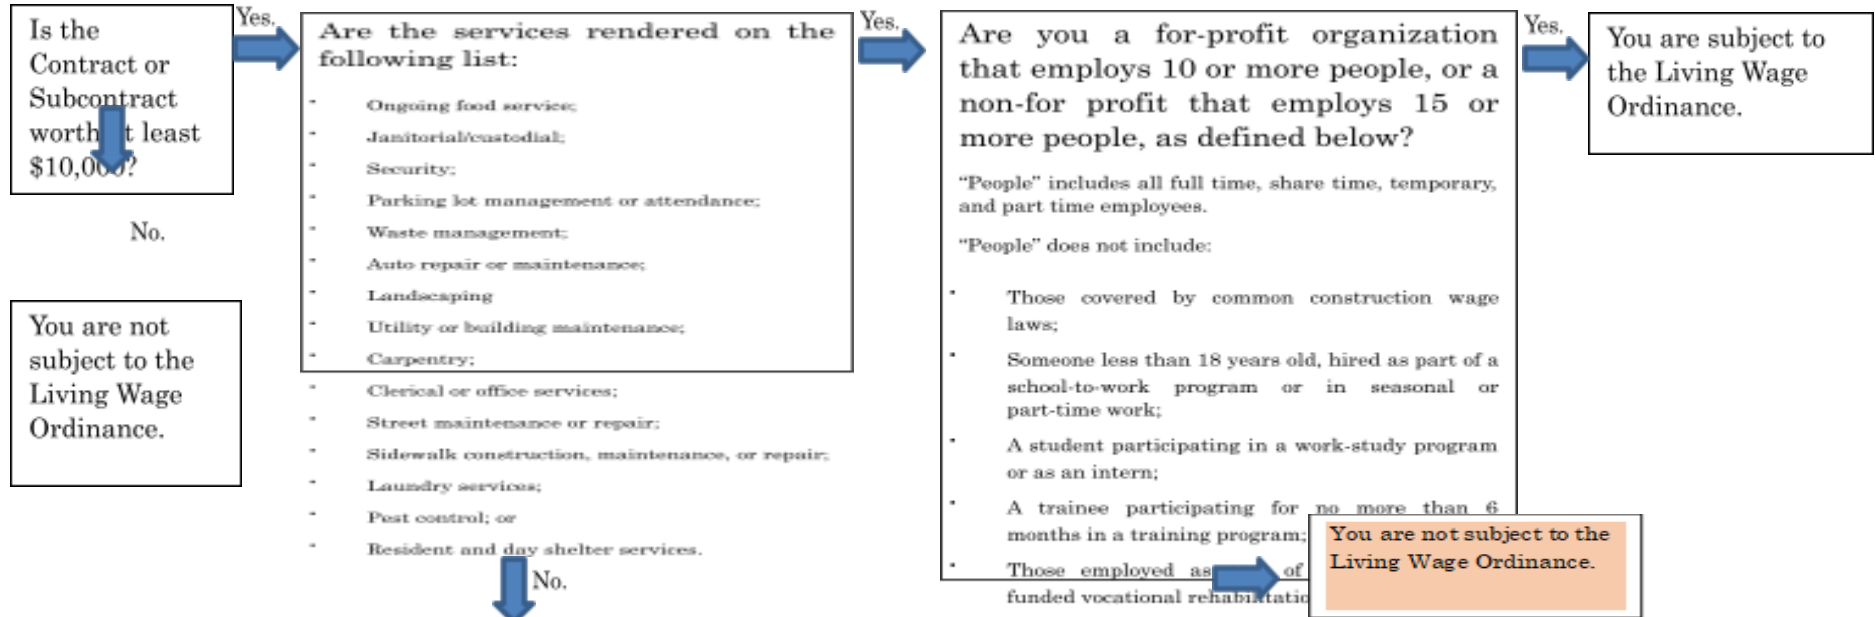 Is the
Contract or
Subcontract
worth at least
$10,000?
Yes.
No.
You are not
subject to the
Living Wage
Ordinance.
Are the services rendered on the
following list:
- Ongoing food service;
- Janitorial/custodial;
- Security;
- Parking lot management or attendance;
- Waste management;
- Auto repair or maintenance;
- Landscaping
- Utility or building maintenance;
- Carpentry;
- Clerical or office services;
- Street maintenance or repair;
- Sidewalk construction, maintenance, or repair;
- Laundry services;
- Pest control; or
- Resident and day shelter services.
No.
Yes.
Are you a for-profit organization
that employs 10 or more people, or a
non-for profit that employs 15 or
more people, as defined below?
“People” includes all full time, share time, temporary,
and part time employees.
“People” does not include:
- Those covered by common construction wage
laws;
- Someone less than 18 years old, hired as part of a
school-to-work program or in seasonal or
part-time work;
- A student participating in a work-study program
or as an intern;
- A trainee participating for no more than 6
months in a training program;
- Those employed as of
funded vocational
You are not subject to the
Living Wage Ordinance.
Yes.
You are subject to
the Living Wage
Ordinance.